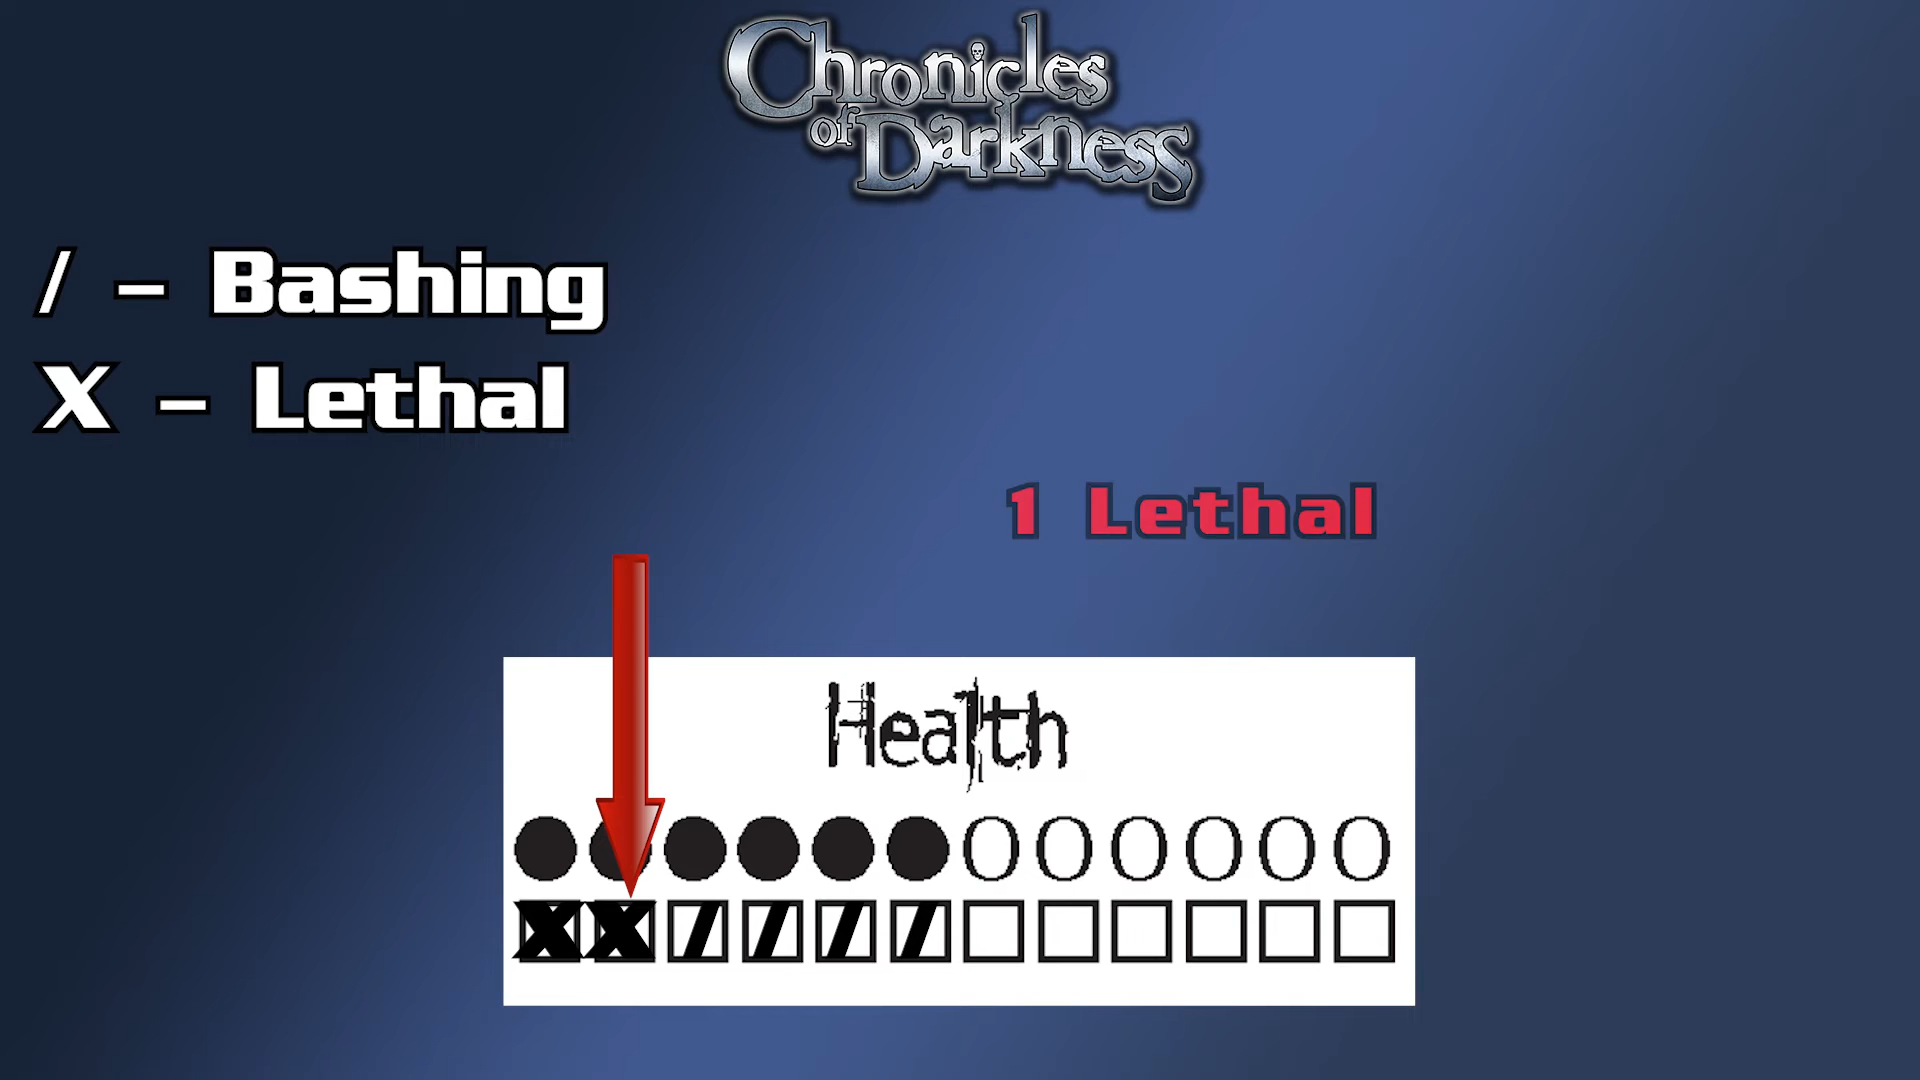 Chronicles
of Darkness
/ - Bashing
X - Lethal
1 Lethal
Health
X X / / / /